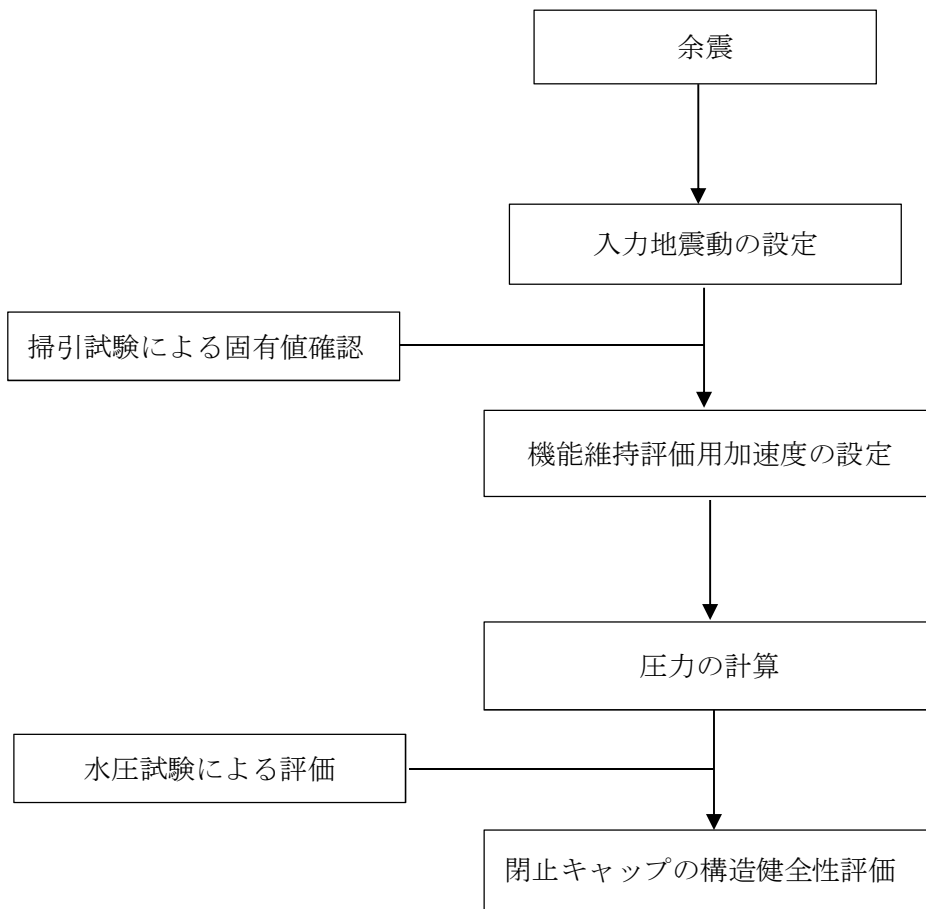 余震
入力地震動の設定
掃引試験による固有値確認
機能維持評価用加速度の設定
圧力の計算
水圧試験による評価
閉止キャップの構造健全性評価